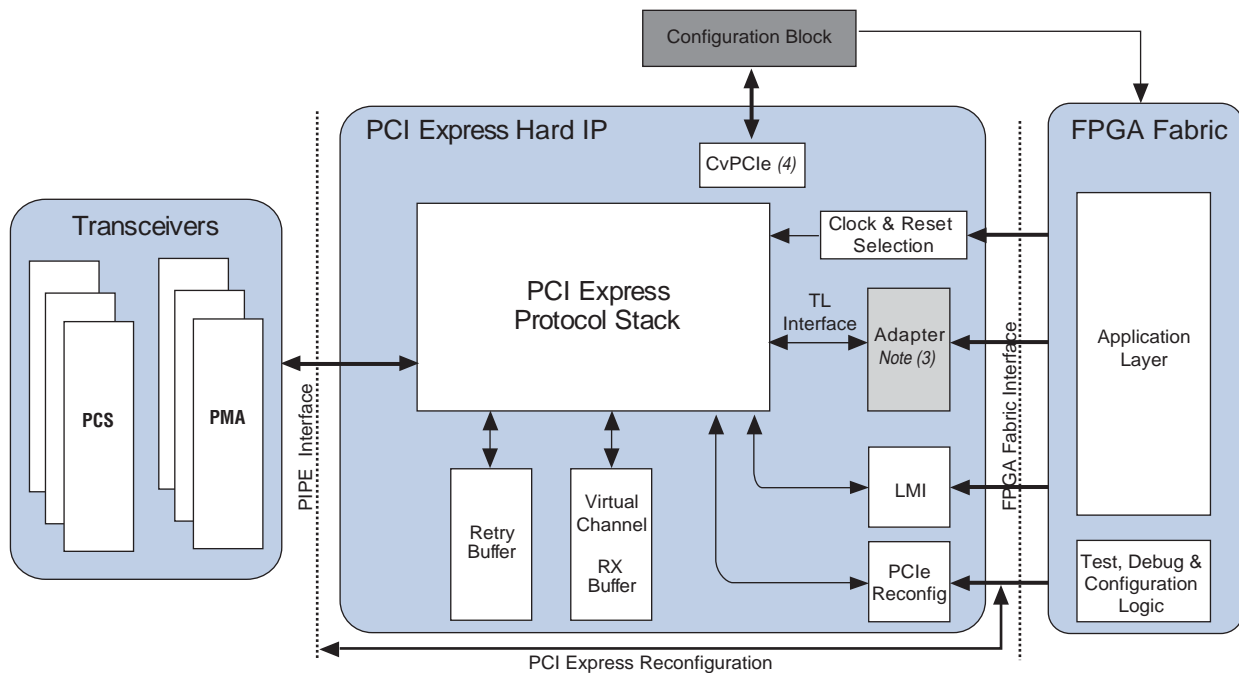 Configuration Block
PCI Express Hard IP
FPGA Fabric
CvPCIe (4)
Transceivers
Clock & Reset
Selection
PCI Express
Protocol Stack
TL
Interface
Adapter
Note (3)
Application
Layer
PCS
PMA
PIPE Interface
FPGA Fabric Interface
LMI
Retry
Buffer
Virtual
Channel
RX
Buffer
PCIe
Reconfig
Test, Debug &
Configuration
Logic
PCI Express Reconfiguration